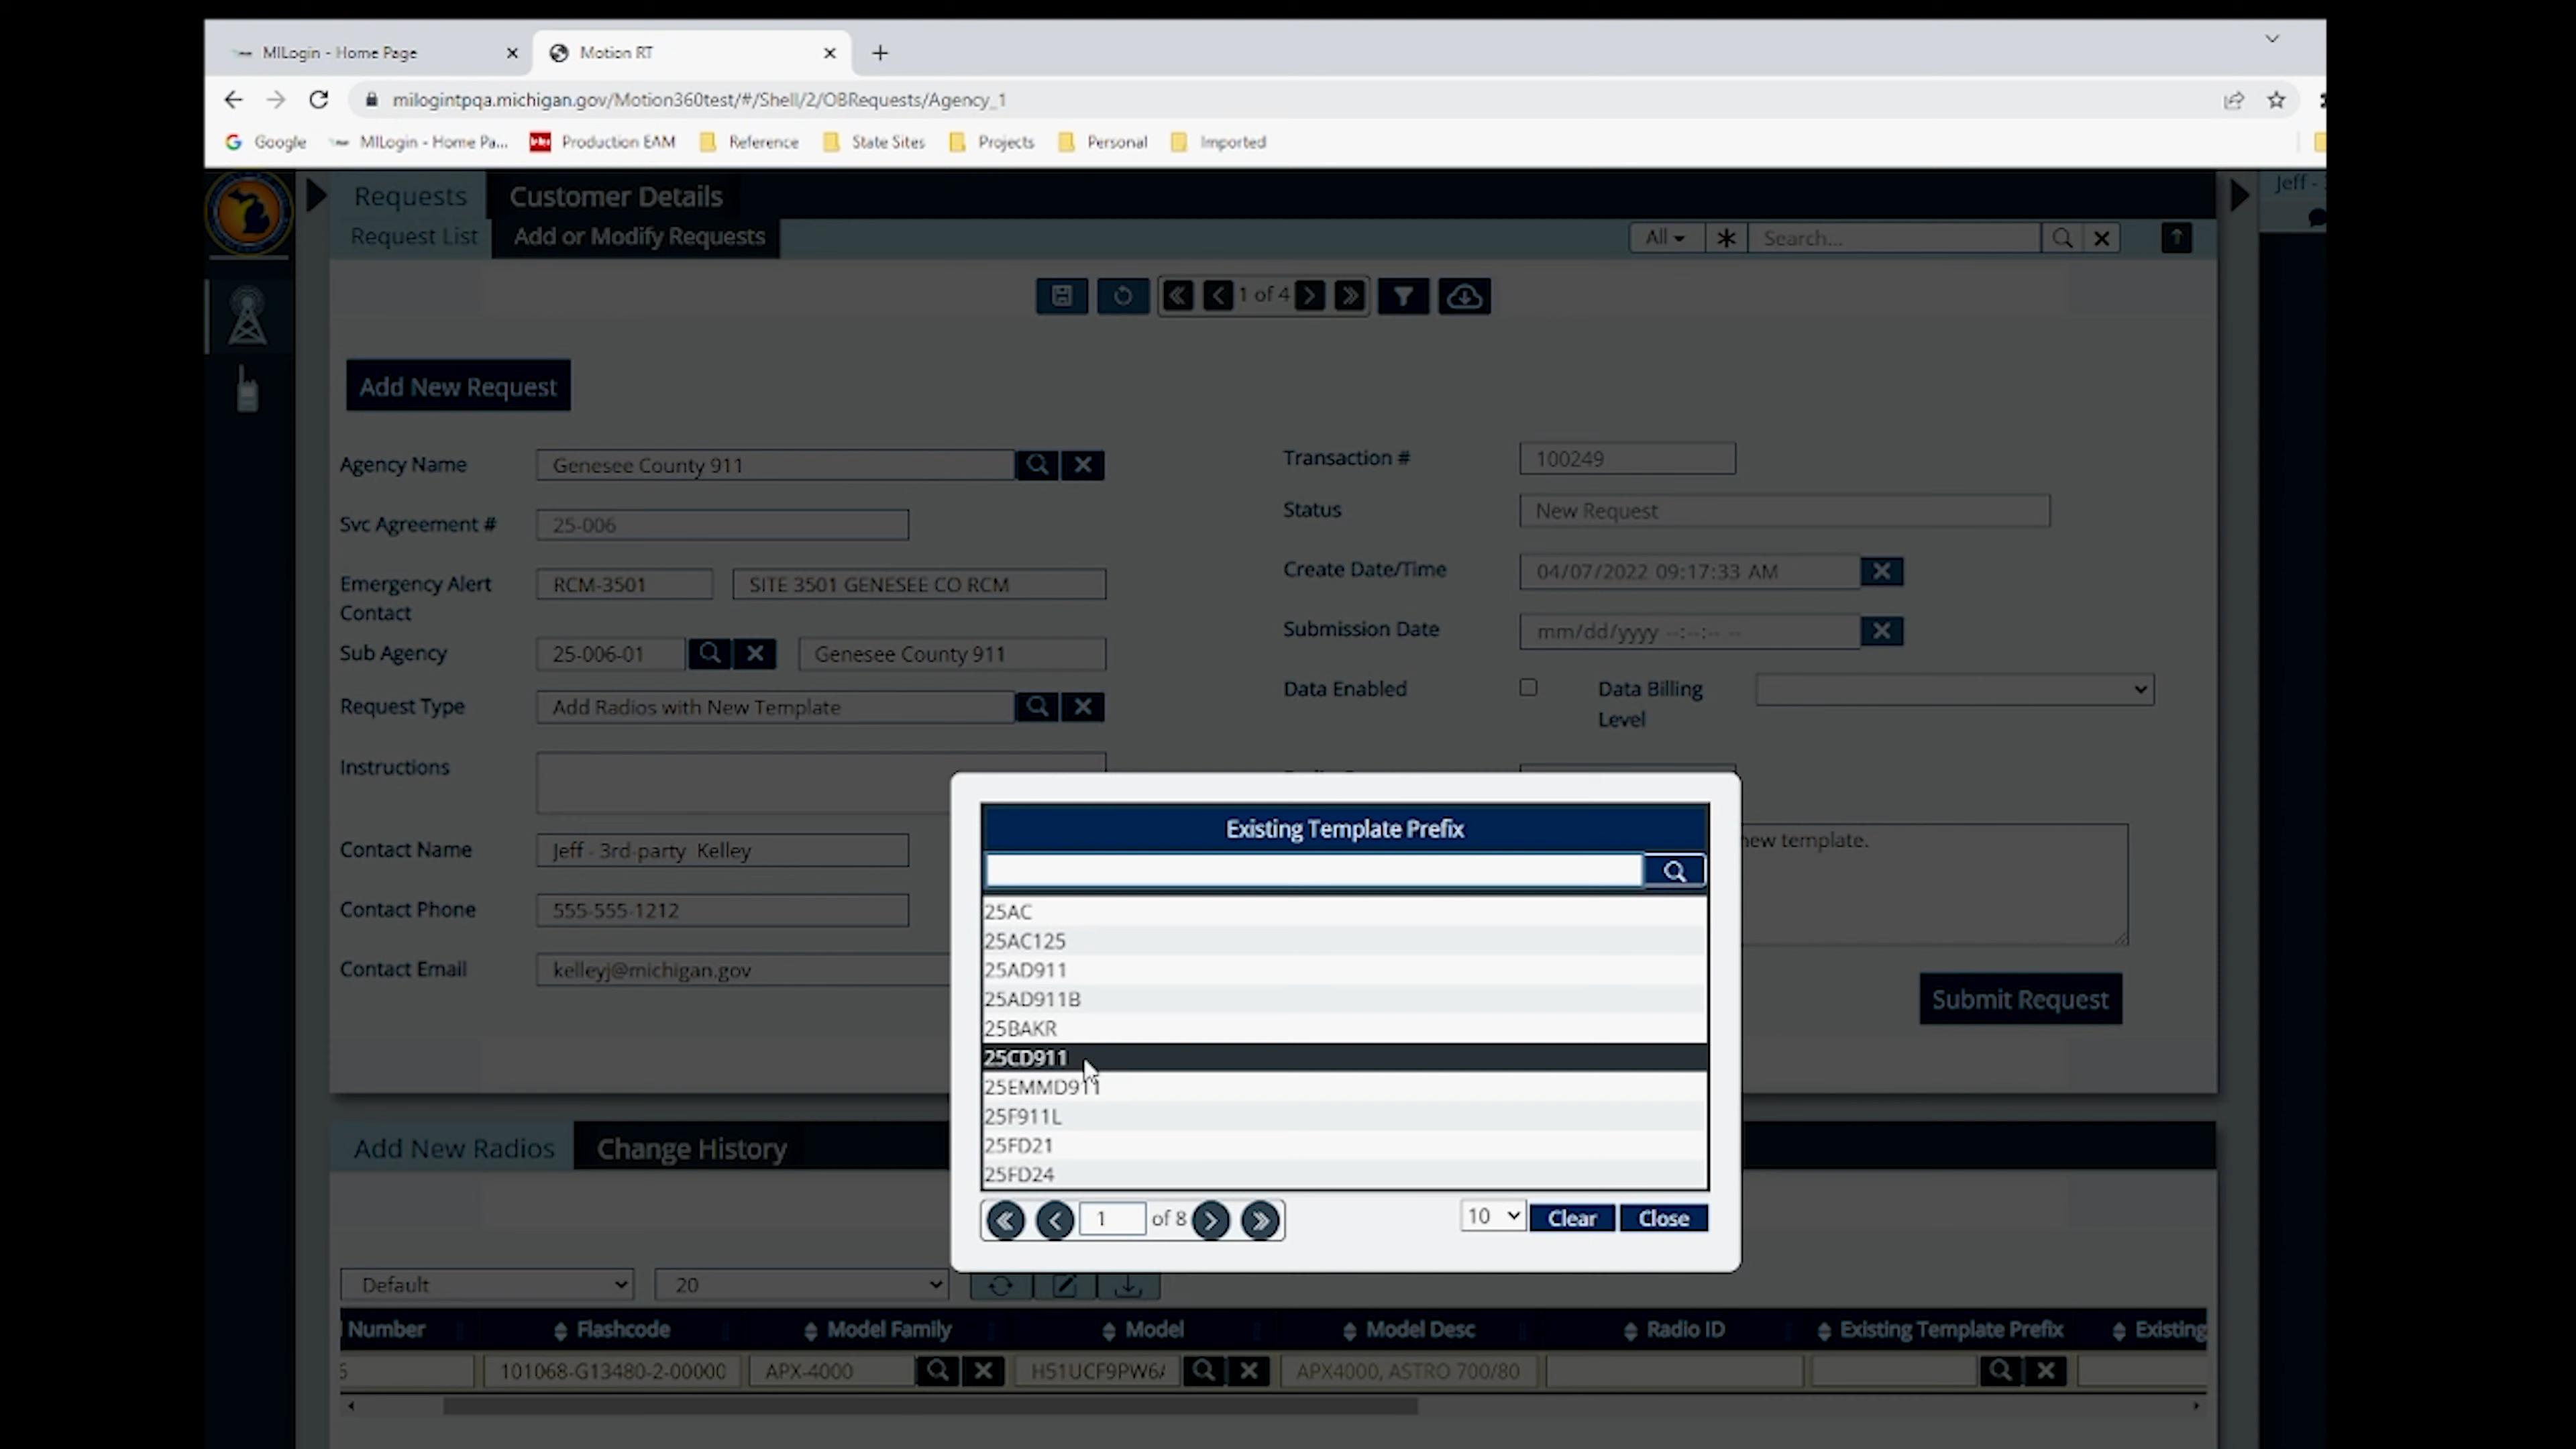 MILogin - Home Page
Motion RT
milogintpqa.michigan.gov/Motion360test/#/Shell/2/OBRequests/Agency_1
Google MILogin - Home Pa... Production EAM Reference State Sites Projects Personal Imported
Requests Customer Details Jeff -
Request List Add or Modify Requests All Search...
1 of 4
Add New Request
Agency Name Genesee County 911 Transaction # 100249
Svc Agreement # 25-006 Status New Request
Emergency Alert Contact RCM-3501 SITE 3501 GENESEE CO RCM Create Date/Time 04/07/2022 09:17:33 AM
Sub Agency 25-006-01 Genesee County 911 Submission Date mm/dd/yyyy --:--:-- --
Request Type Add Radios with New Template Data Enabled Data Billing Level
Instructions
Contact Name Jeff - 3rd-party Kelley new template.
Contact Phone 555-555-1212
Contact Email kelleyj@michigan.gov
Submit Request
Existing Template Prefix
25AC
25AC125
25AD911
25AD911B
25BAKR
25CD911
25EMMD911
25F911L
25FD21
25FD24
1 of 8 10 Clear Close
Add New Radios Change History
Default 20
Number Flashcode Model Family Model Model Desc Radio ID Existing Template Prefix Existing
101068-G13480-2-00000 APX-4000 H51UCF9PW6 APX4000, ASTRO 700/80